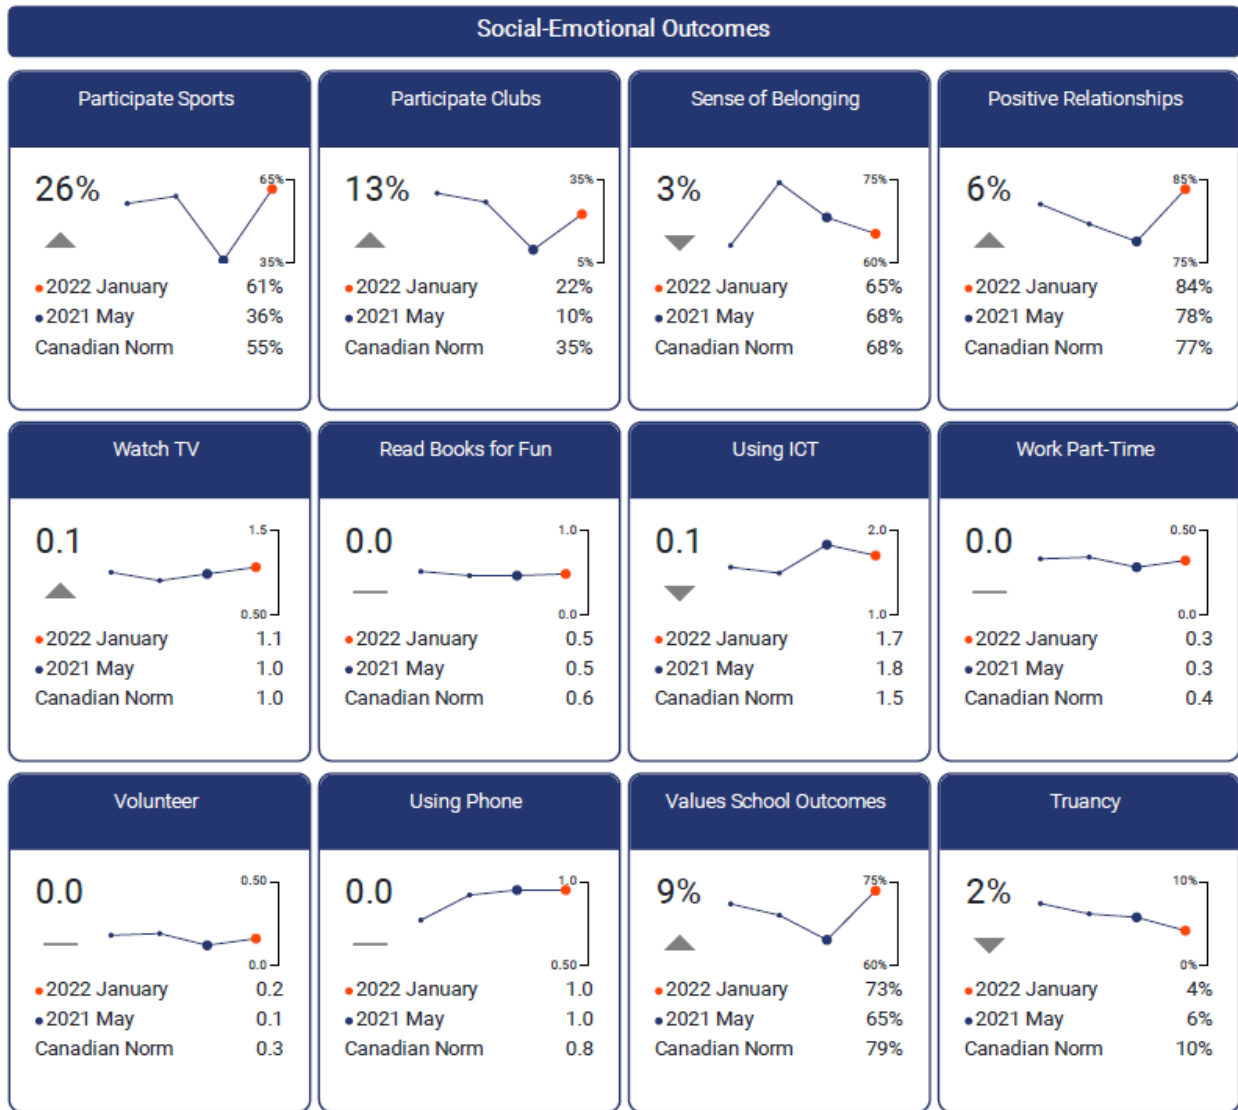 Social-Emotional Outcomes
Participate Sports
26%
65%
35%
2022 January 61%
2021 May 36%
Canadian Norm 55%
Participate Clubs
13%
35%
5%
2022 January 22%
2021 May 10%
Canadian Norm 35%
Sense of Belonging
3%
75%
60%
2022 January 65%
2021 May 68%
Canadian Norm 68%
Positive Relationships
6%
85%
75%
2022 January 84%
2021 May 78%
Canadian Norm 77%
Watch TV
0.1
1.5
0.50
2022 January 1.1
2021 May 1.0
Canadian Norm 1.0
Read Books for Fun
0.0
1.0
0.0
2022 January 0.5
2021 May 0.5
Canadian Norm 0.6
Using ICT
0.1
2.0
1.0
2022 January 1.7
2021 May 1.8
Canadian Norm 1.5
Work Part-Time
0.0
0.50
0.0
2022 January 0.3
2021 May 0.3
Canadian Norm 0.4
Volunteer
0.0
0.50
0.0
2022 January 0.2
2021 May 0.1
Canadian Norm 0.3
Using Phone
0.0
1.0
0.50
2022 January 1.0
2021 May 1.0
Canadian Norm 0.8
Values School Outcomes
9%
75%
60%
2022 January 73%
2021 May 65%
Canadian Norm 79%
Truancy
2%
10%
0%
2022 January 4%
2021 May 6%
Canadian Norm 10%